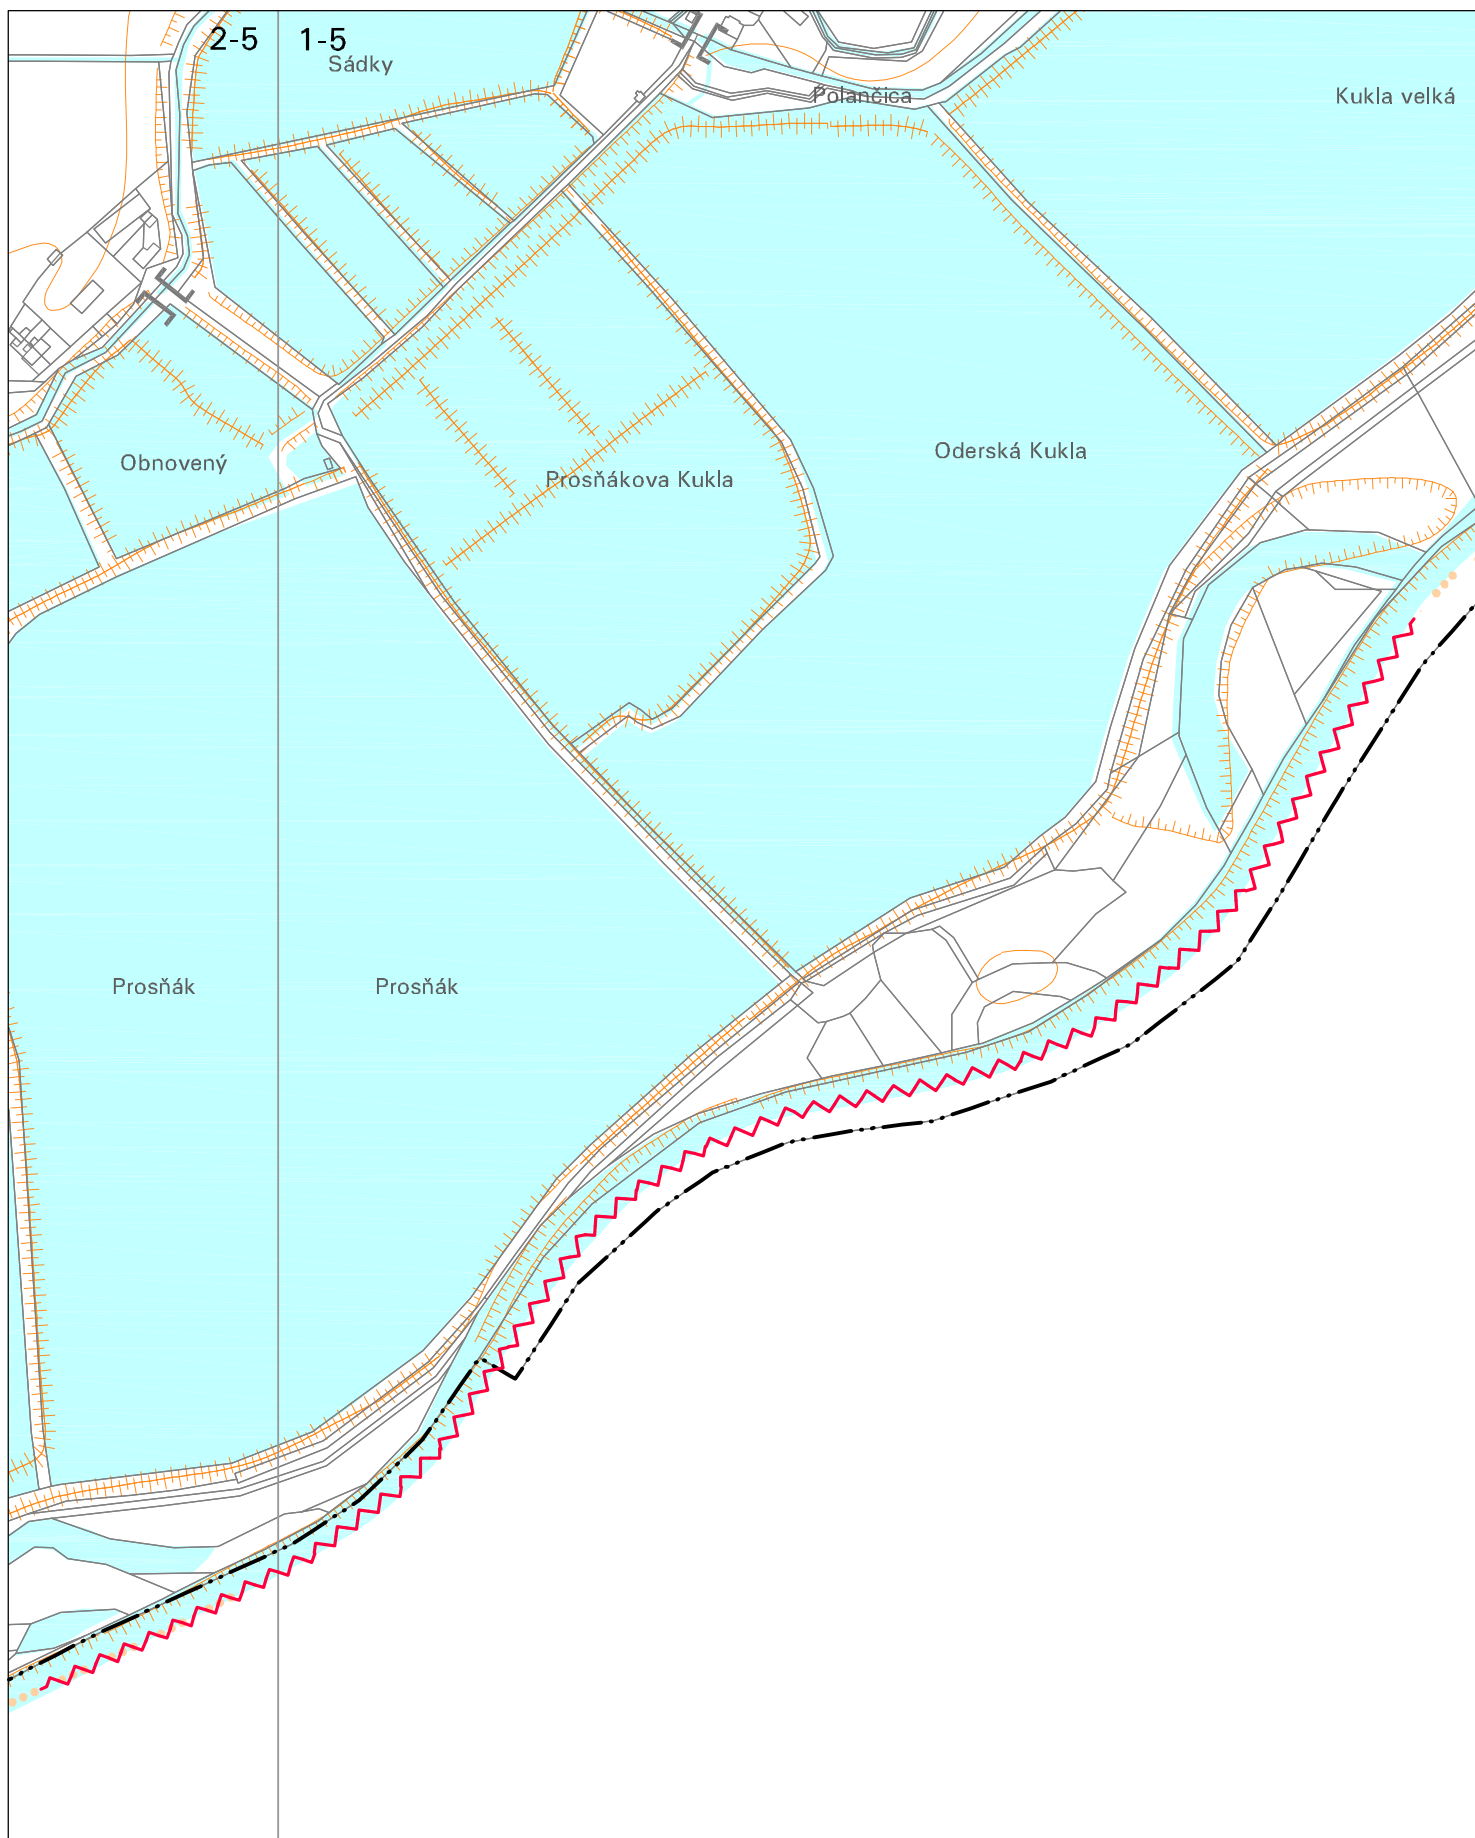 2-5 1-5
Sádky
Polančica
Kukla velká
Oderská Kukla
Obnovený
Prosňákova Kukla
Prosňák
Prosňák